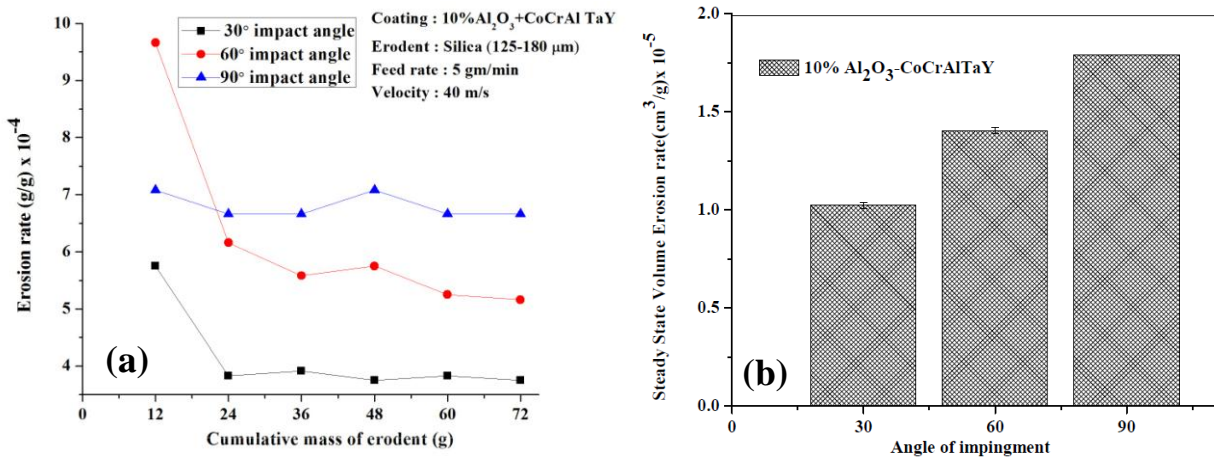 Coating : 10%Al₂O₃+CoCrAl TaY
Erodent : Silica (125-180 μm)
Feed rate : 5 gm/min
Velocity : 40 m/s
30° impact angle
60° impact angle
90° impact angle
Erosion rate (g/g) x 10⁻⁴
10
9
8
7
6
5
4
0 12 24 36 48 60 72
Cumulative mass of erodent (g)
(a)
Steady State Volume Erosion rate(cm³/g)x 10⁻⁵
2.0
1.5
1.0
0.5
0.0
10% Al₂O₃-CoCrAlTaY
0 30 60 90
Angle of impingment
(b)